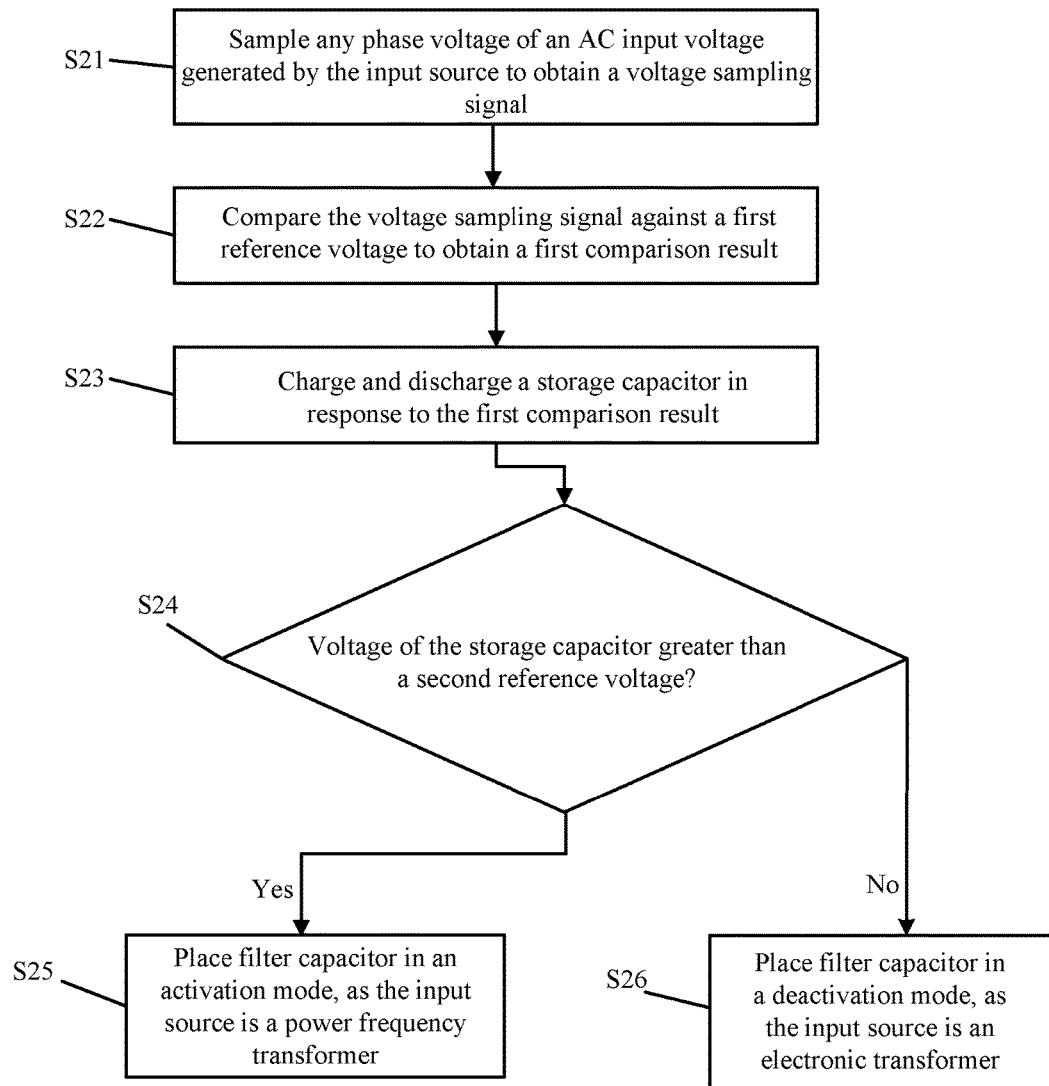 S21
Sample any phase voltage of an AC input voltage
generated by the input source to obtain a voltage sampling
signal
S22
Compare the voltage sampling signal against a first
reference voltage to obtain a first comparison result
S23
Charge and discharge a storage capacitor in
response to the first comparison result
S24
Voltage of the storage capacitor greater than
a second reference voltage?
Yes
No
S25
Place filter capacitor in an
activation mode, as the input
source is a power frequency
transformer
S26
Place filter capacitor in
a deactivation mode, as
the input source is an
electronic transformer